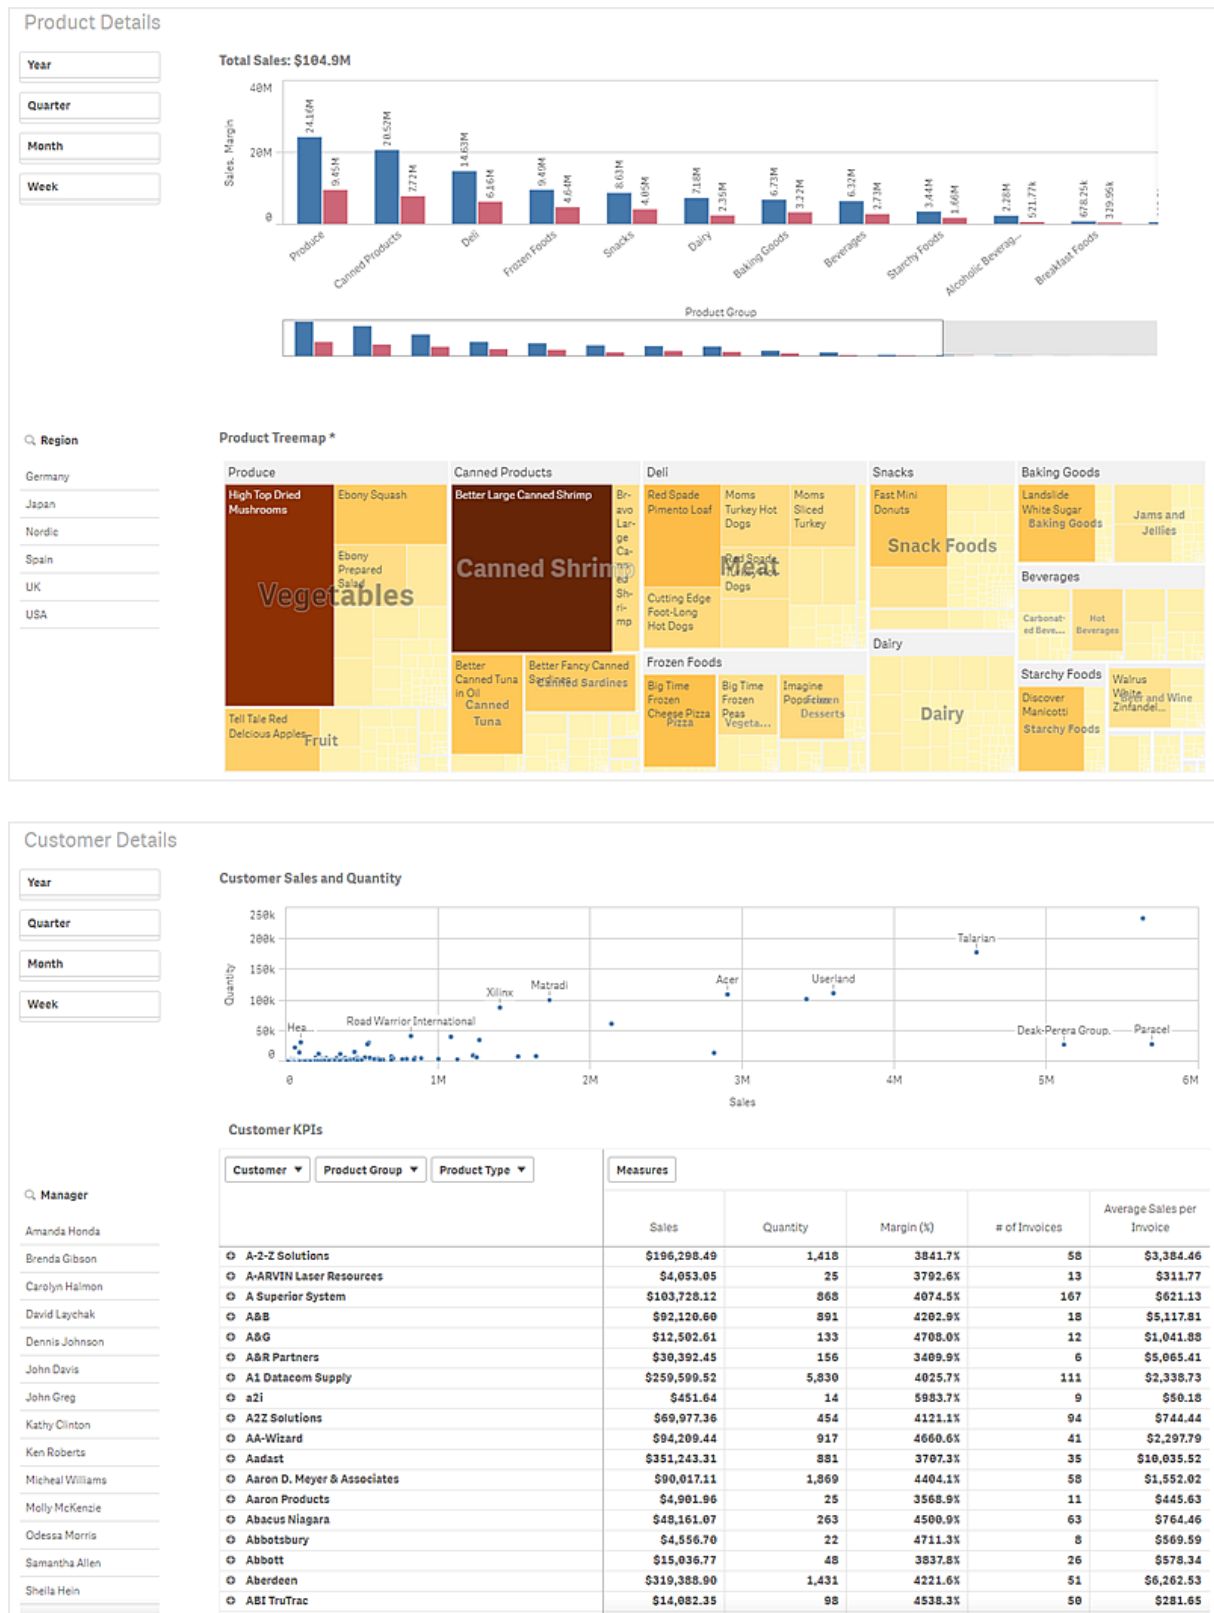 Product Details
Year
Quarter
Month
Week
Total Sales: $104.9M
Sales, Margin
40M
20M
0
24.16M
9.45M
20.52M
7.72M
14.63M
6.16M
9.49M
4.64M
8.63M
4.05M
7.18M
2.35M
6.73M
3.22M
6.32M
2.73M
3.44M
1.66M
2.28M
521.77k
678.25k
329.95k
Produce
Canned Products
Deli
Frozen Foods
Snacks
Dairy
Baking Goods
Beverages
Starchy Foods
Alcoholic Beverag...
Breakfast Foods
Product Group
Region
Germany
Japan
Nordic
Spain
UK
USA
Product Treemap *
Produce
High Top Dried
Mushrooms
Ebony Squash
Ebony
Prepared
Salad
Vegetables
Tell Tale Red
Delcious Apples
Fruit
Canned Products
Better Large Canned Shrimp
Br-
avo
Lar-
ge
Ca-
nn-
ed
Sh-
ri-
mp
Canned Shrimp
Better
Canned Tuna
in Oil
Canned
Tuna
Better Fancy Canned
Sardines
Canned Sardines
Deli
Red Spade
Pimento Loaf
Moms
Turkey Hot
Dogs
Moms
Sliced
Turkey
Red Spade
Turkey Hot
Dogs
Meat
Cutting Edge
Foot-Long
Hot Dogs
Frozen Foods
Big Time
Frozen
Cheese Pizza
Pizza
Big Time
Frozen
Peas
Vegeta...
Imagine
Popsicles
Frozen
Desserts
Snacks
Fast Mini
Donuts
Snack Foods
Dairy
Dairy
Baking Goods
Landslide
White Sugar
Baking Goods
Jams and
Jellies
Beverages
Carbonat-
ed Beve...
Hot
Beverages
Starchy Foods
Discover
Manicotti
Starchy Foods
Walrus
White
Zinfandel...
Beer and Wine
Customer Details
Year
Quarter
Month
Week
Customer Sales and Quantity
Quantity
250k
200k
150k
100k
50k
0
Hea...
Road Warrior International
Xilinx
Matradi
Acer
Userland
Talarian
Deak-Perera Group.
Paracel
0
1M
2M
3M
4M
5M
6M
Sales
Manager
Amanda Honda
Brenda Gibson
Carolyn Halmon
David Laychak
Dennis Johnson
John Davis
John Greg
Kathy Clinton
Ken Roberts
Micheal Williams
Molly McKenzie
Odessa Morris
Samantha Allen
Sheila Hein
Customer KPIs
Customer Product Group Product Type Measures
Sales Quantity Margin (%) # of Invoices Average Sales per Invoice
A-2-Z Solutions $196,298.49 1,418 3841.7% 58 $3,384.46
A-ARVIN Laser Resources $4,053.05 25 3792.6% 13 $311.77
A Superior System $103,728.12 868 4074.5% 167 $621.13
A&B $92,120.60 891 4202.9% 18 $5,117.81
A&G $12,502.61 133 4708.0% 12 $1,041.88
A&R Partners $30,392.45 156 3409.9% 6 $5,065.41
A1 Datacom Supply $259,599.52 5,830 4025.7% 111 $2,338.73
a2i $451.64 14 5983.7% 9 $50.18
A2Z Solutions $69,977.36 454 4121.1% 94 $744.44
AA-Wizard $94,209.44 917 4660.6% 41 $2,297.79
Aadast $351,243.31 881 3707.3% 35 $10,035.52
Aaron D. Meyer & Associates $90,017.11 1,869 4404.1% 58 $1,552.02
Aaron Products $4,901.96 25 3568.9% 11 $445.63
Abacus Niagara $48,161.07 263 4500.9% 63 $764.46
Abbotsbury $4,556.70 22 4711.3% 8 $569.59
Abbott $15,036.77 48 3837.8% 26 $578.34
Aberdeen $319,388.90 1,431 4221.6% 51 $6,262.53
ABI TruTrac $14,082.35 98 4538.3% 50 $281.65